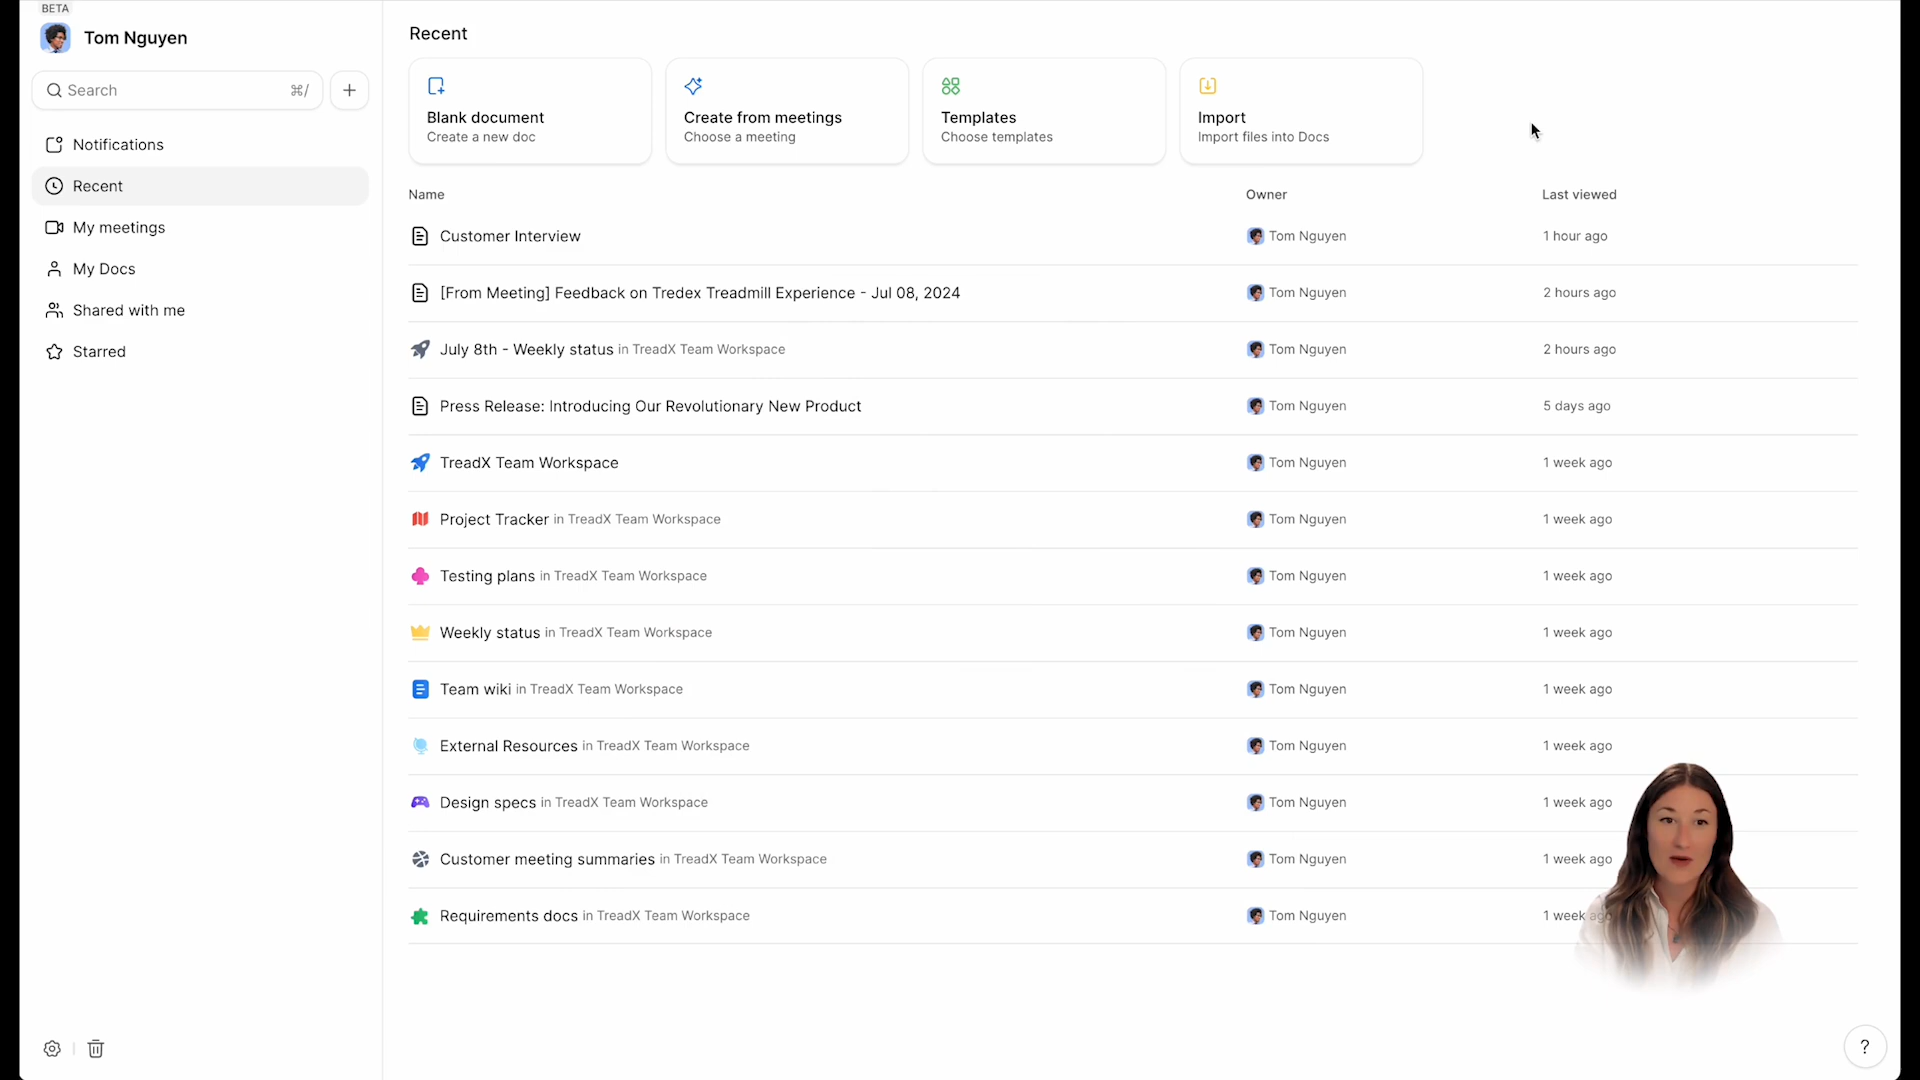 BETA
Tom Nguyen
Search ⌘/
Notifications
Recent
My meetings
My Docs
Shared with me
Starred
Recent
Blank document
Create a new doc
Create from meetings
Choose a meeting
Templates
Choose templates
Import
Import files into Docs
Name Owner Last viewed
Customer Interview Tom Nguyen 1 hour ago
[From Meeting] Feedback on Tredex Treadmill Experience - Jul 08, 2024 Tom Nguyen 2 hours ago
July 8th - Weekly status in TreadX Team Workspace Tom Nguyen 2 hours ago
Press Release: Introducing Our Revolutionary New Product Tom Nguyen 5 days ago
TreadX Team Workspace Tom Nguyen 1 week ago
Project Tracker in TreadX Team Workspace Tom Nguyen 1 week ago
Testing plans in TreadX Team Workspace Tom Nguyen 1 week ago
Weekly status in TreadX Team Workspace Tom Nguyen 1 week ago
Team wiki in TreadX Team Workspace Tom Nguyen 1 week ago
External Resources in TreadX Team Workspace Tom Nguyen 1 week ago
Design specs in TreadX Team Workspace Tom Nguyen 1 week ago
Customer meeting summaries in TreadX Team Workspace Tom Nguyen 1 week ago
Requirements docs in TreadX Team Workspace Tom Nguyen 1 week ago
?